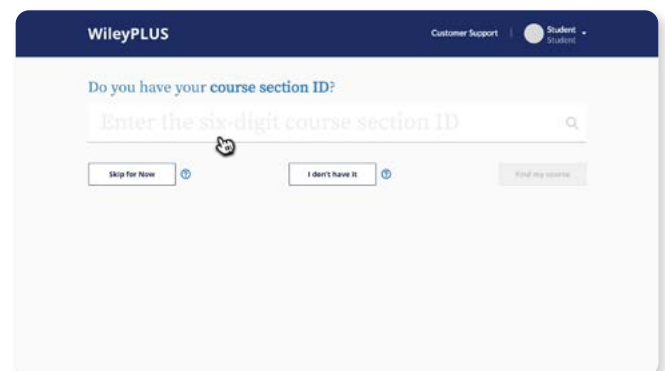 WileyPLUS
Customer Support
Student
Student
Do you have your course section ID?
Enter the six-digit course section ID
Skip for Now
I don't have it
Find my course